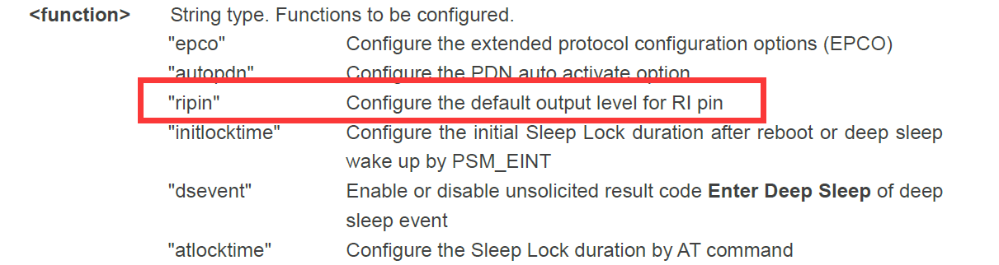 <function> String type. Functions to be configured.
"epco" Configure the extended protocol configuration options (EPCO)
"autopdn" Configure the PDN auto activate option
"ripin" Configure the default output level for RI pin
"initlocktime" Configure the initial Sleep Lock duration after reboot or deep sleep
wake up by PSM_EINT
"dsevent" Enable or disable unsolicited result code Enter Deep Sleep of deep
sleep event
"atlocktime" Configure the Sleep Lock duration by AT command